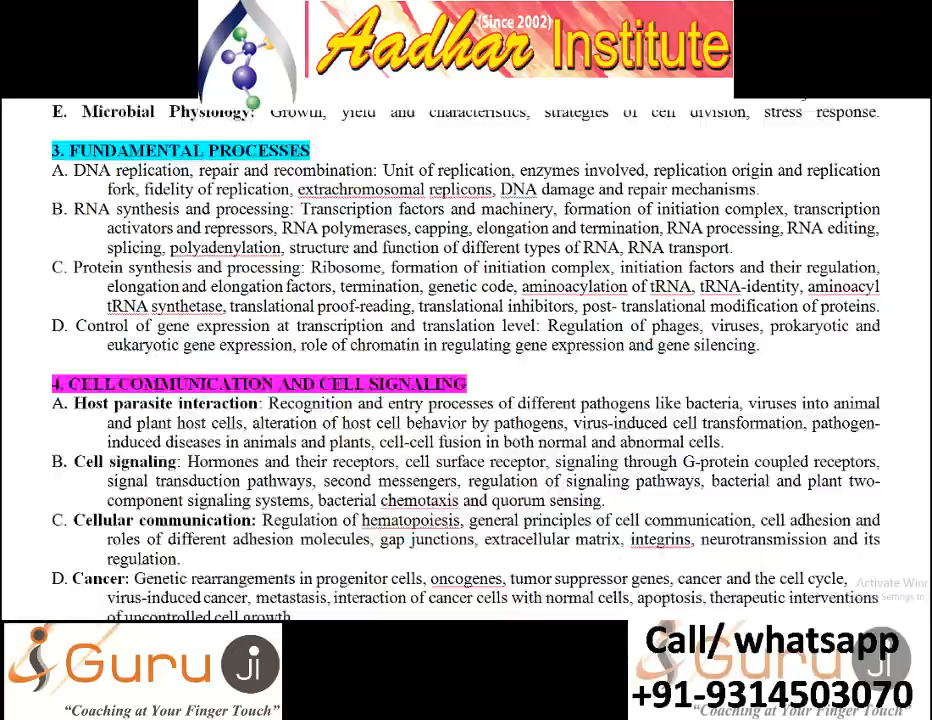 (Since 2002)
Aadhar Institute
E. Microbial Physiology: Growth, yield and characteristics, strategies of cell division, stress response.
3. FUNDAMENTAL PROCESSES
A. DNA replication, repair and recombination: Unit of replication, enzymes involved, replication origin and replication
fork, fidelity of replication, extrachromosomal replicons, DNA damage and repair mechanisms.
B. RNA synthesis and processing: Transcription factors and machinery, formation of initiation complex, transcription
activators and repressors, RNA polymerases, capping, elongation and termination, RNA processing, RNA editing,
splicing, polyadenylation, structure and function of different types of RNA, RNA transport.
C. Protein synthesis and processing: Ribosome, formation of initiation complex, initiation factors and their regulation,
elongation and elongation factors, termination, genetic code, aminoacylation of tRNA, tRNA-identity, aminoacyl
tRNA synthetase, translational proof-reading, translational inhibitors, post- translational modification of proteins.
D. Control of gene expression at transcription and translation level: Regulation of phages, viruses, prokaryotic and
eukaryotic gene expression, role of chromatin in regulating gene expression and gene silencing.
4. CELL COMMUNICATION AND CELL SIGNALING
A. Host parasite interaction: Recognition and entry processes of different pathogens like bacteria, viruses into animal
and plant host cells, alteration of host cell behavior by pathogens, virus-induced cell transformation, pathogen-
induced diseases in animals and plants, cell-cell fusion in both normal and abnormal cells.
B. Cell signaling: Hormones and their receptors, cell surface receptor, signaling through G-protein coupled receptors,
signal transduction pathways, second messengers, regulation of signaling pathways, bacterial and plant two-
component signaling systems, bacterial chemotaxis and quorum sensing.
C. Cellular communication: Regulation of hematopoiesis, general principles of cell communication, cell adhesion and
roles of different adhesion molecules, gap junctions, extracellular matrix, integrins, neurotransmission and its
regulation.
D. Cancer: Genetic rearrangements in progenitor cells, oncogenes, tumor suppressor genes, cancer and the cell cycle,
virus-induced cancer, metastasis, interaction of cancer cells with normal cells, apoptosis, therapeutic interventions
of uncontrolled cell growth
Activate Win
Settings to
iGuru Ji
"Coaching at Your Finger Touch"
Call/ whatsapp
+91-9314503070
Guru Ji
"Coaching at Your Finger Touch"